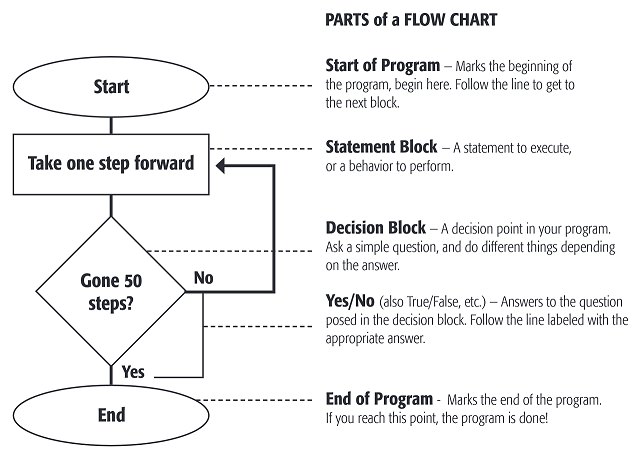 PARTS of a FLOW CHART
Start
Start of Program – Marks the beginning of
the program, begin here. Follow the line to get to
the next block.
Take one step forward
Statement Block – A statement to execute,
or a behavior to perform.
Gone 50
steps?
No
Decision Block – A decision point in your program.
Ask a simple question, and do different things depending
on the answer.
Yes/No (also True/False, etc.) – Answers to the question
posed in the decision block. Follow the line labeled with the
appropriate answer.
Yes
End
End of Program - Marks the end of the program.
If you reach this point, the program is done!